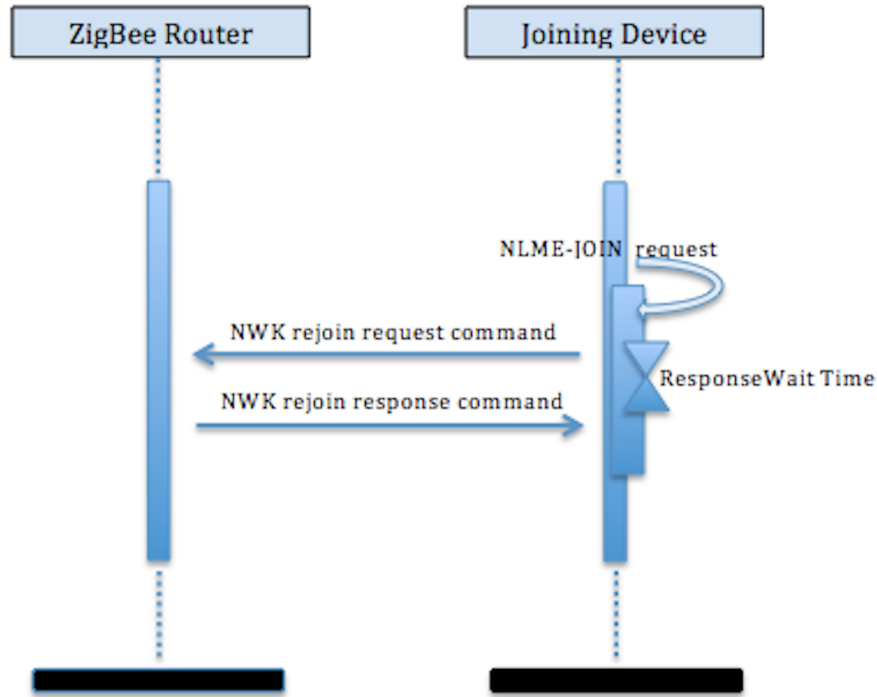 ZigBee Router
Joining Device
NLME-JOIN request
NWK rejoin request command
ResponseWait Time
NWK rejoin response command